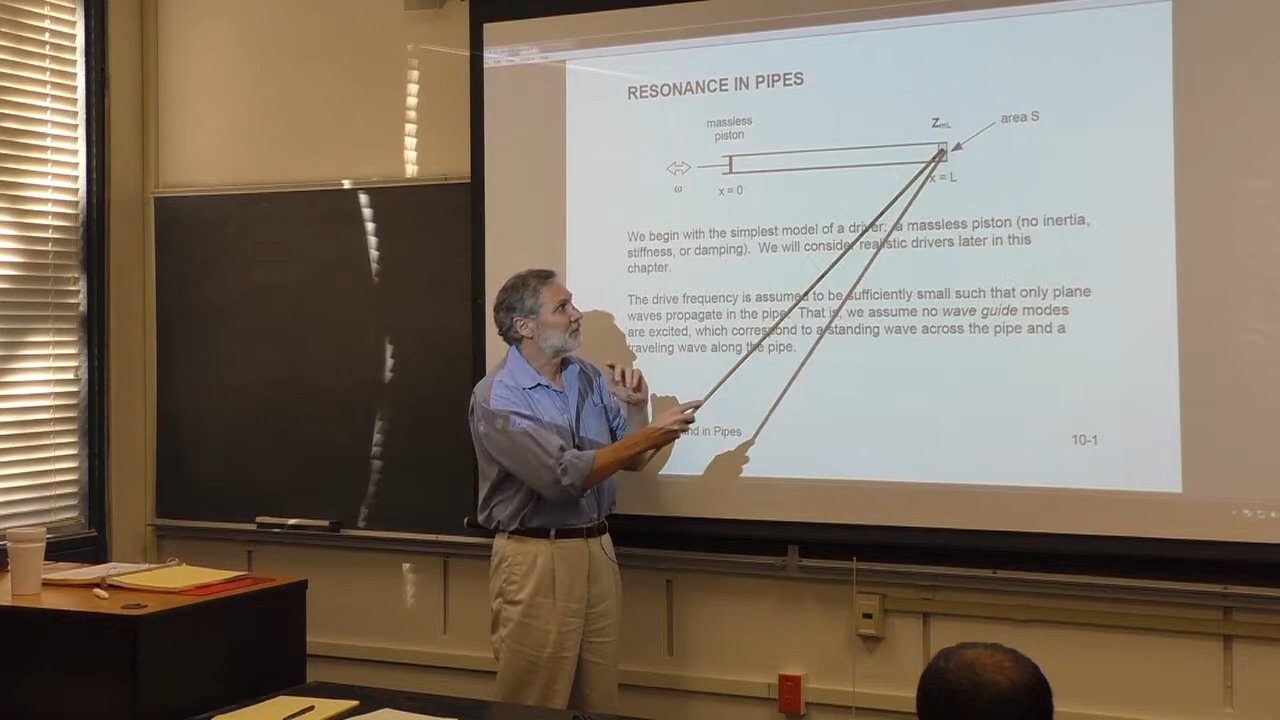 RESONANCE IN PIPES
massless
piston
ZmL
area S
ω
x = 0
x = L
We begin with the simplest model of a driver: a massless piston (no inertia,
stiffness, or damping). We will consider realistic drivers later in this
chapter.
The drive frequency is assumed to be sufficiently small such that only plane
waves propagate in the pipe. That is, we assume no wave guide modes
are excited, which correspond to a standing wave across the pipe and a
traveling wave along the pipe.
in Pipes
10-1